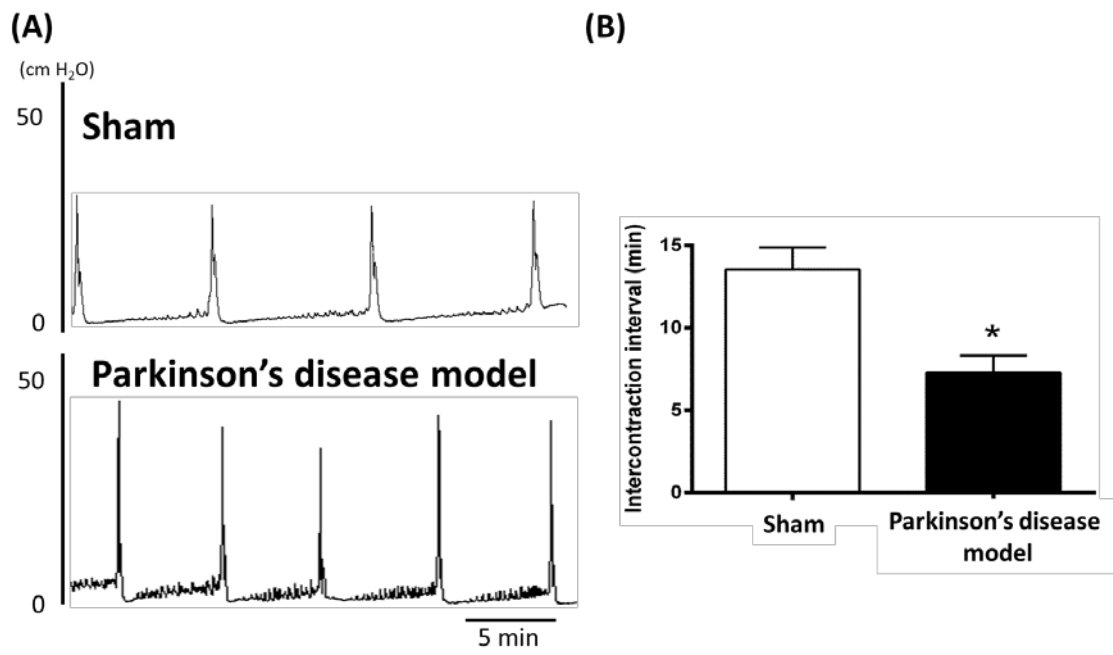 (A)
(cm H₂O)
50
Sham
0
50
Parkinson's disease model
0
5 min
(B)
Intercontraction interval (min)
15
10
5
0
*
Sham
Parkinson's disease
model